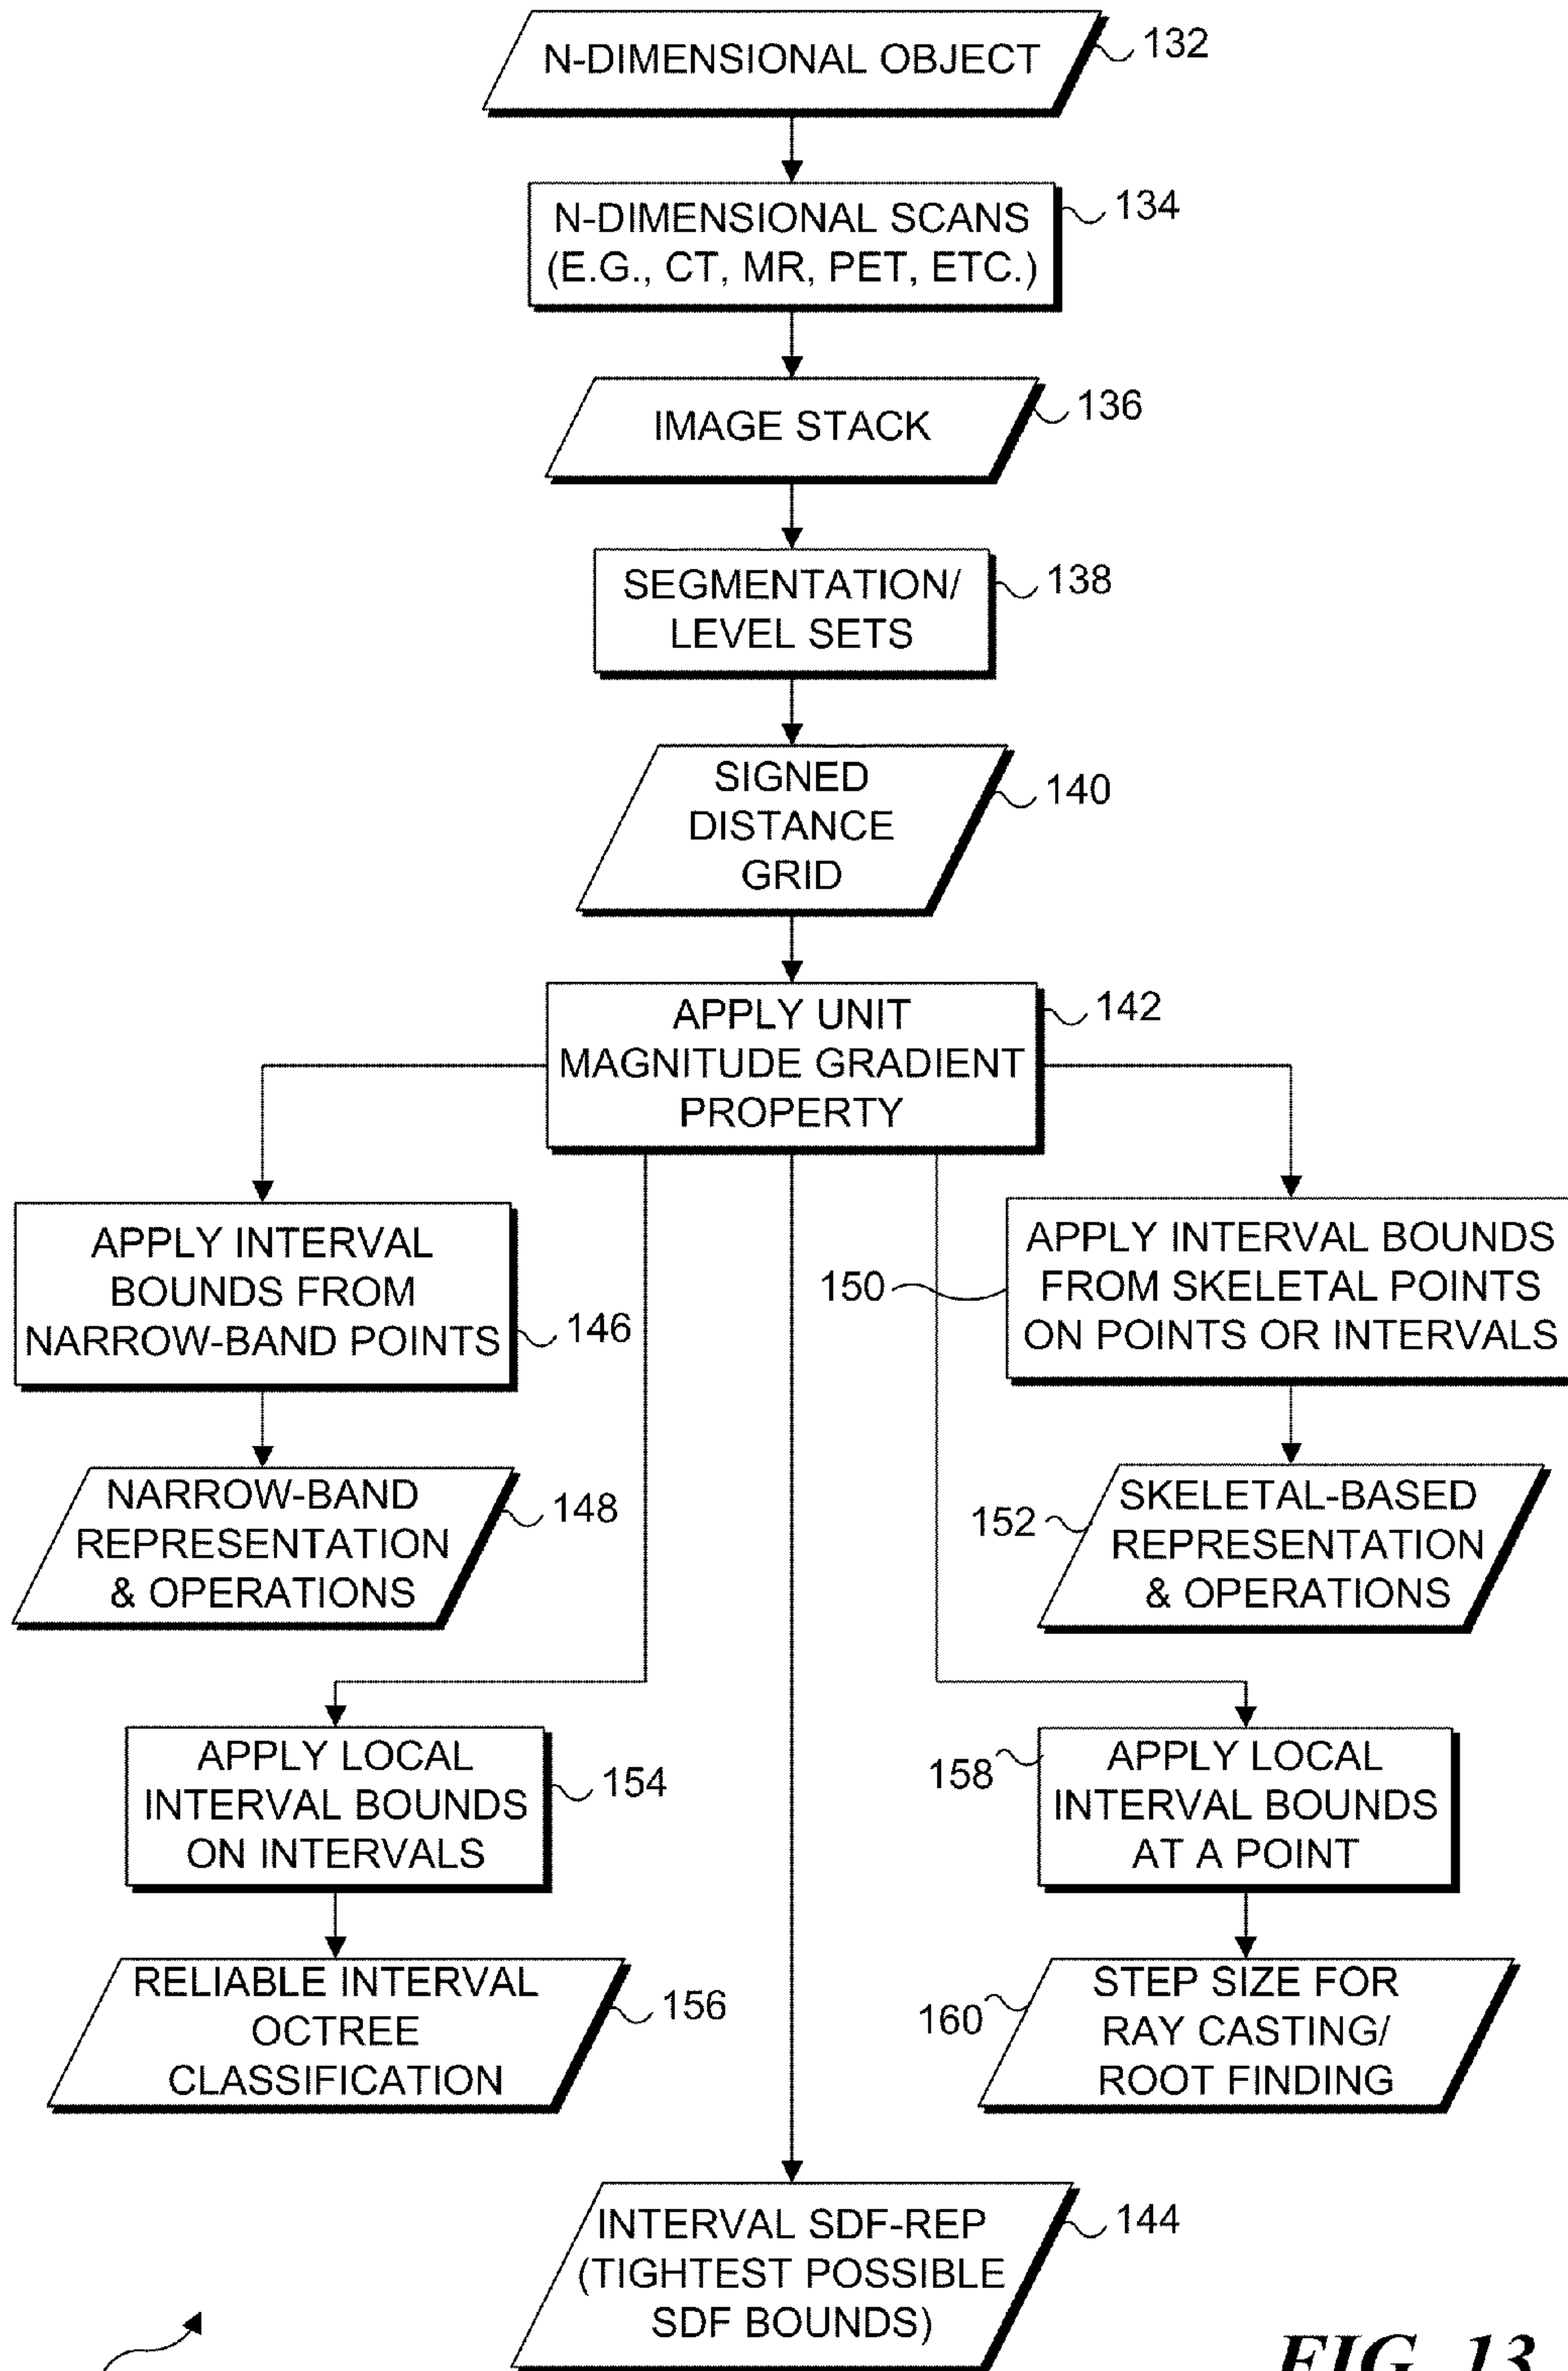 N-DIMENSIONAL OBJECT
132
N-DIMENSIONAL SCANS
(E.G., CT, MR, PET, ETC.)
134
IMAGE STACK
136
SEGMENTATION/
LEVEL SETS
138
SIGNED
DISTANCE
GRID
140
APPLY UNIT
MAGNITUDE GRADIENT
PROPERTY
142
APPLY INTERVAL
BOUNDS FROM
NARROW-BAND POINTS
146
150
APPLY INTERVAL BOUNDS
FROM SKELETAL POINTS
ON POINTS OR INTERVALS
NARROW-BAND
REPRESENTATION
& OPERATIONS
148
152
SKELETAL-BASED
REPRESENTATION
& OPERATIONS
APPLY LOCAL
INTERVAL BOUNDS
ON INTERVALS
154
158
APPLY LOCAL
INTERVAL BOUNDS
AT A POINT
RELIABLE INTERVAL
OCTREE
CLASSIFICATION
156
160
STEP SIZE FOR
RAY CASTING/
ROOT FINDING
INTERVAL SDF-REP
(TIGHTEST POSSIBLE
SDF BOUNDS)
144
FIG. 13